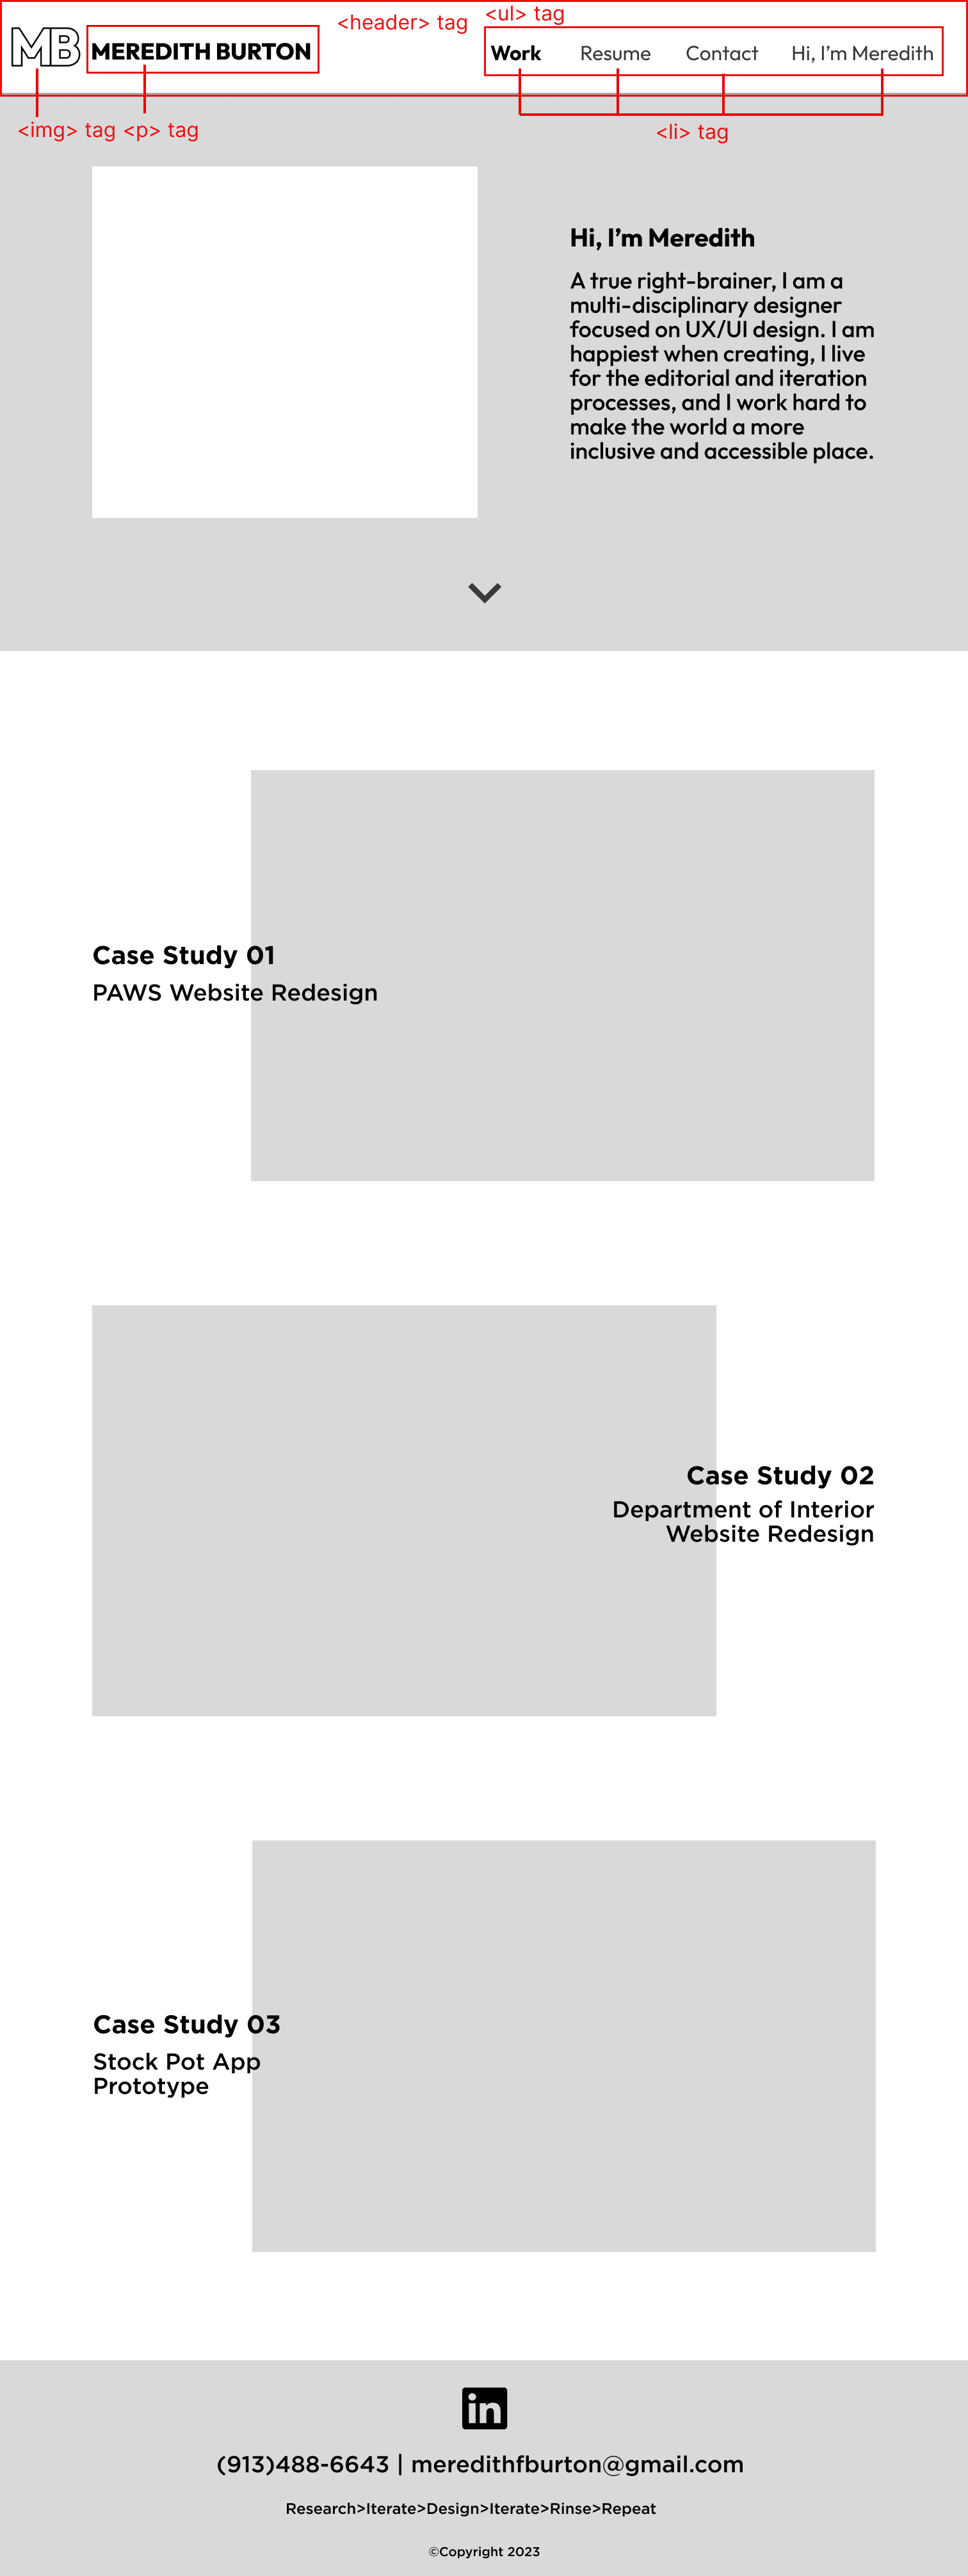 <header> tag
<ul> tag
MB
MEREDITH BURTON
Work Resume Contact Hi, I'm Meredith
<img> tag <p> tag
<li> tag
Hi, I'm Meredith
A true right-brainer, I am a
multi-disciplinary designer
focused on UX/UI design. I am
happiest when creating, I live
for the editorial and iteration
processes, and I work hard to
make the world a more
inclusive and accessible place.
Case Study 01
PAWS Website Redesign
Case Study 02
Department of Interior
Website Redesign
Case Study 03
Stock Pot App
Prototype
in
(913)488-6643 | meredithfburton@gmail.com
Research>Iterate>Design>Iterate>Rinse>Repeat
©Copyright 2023